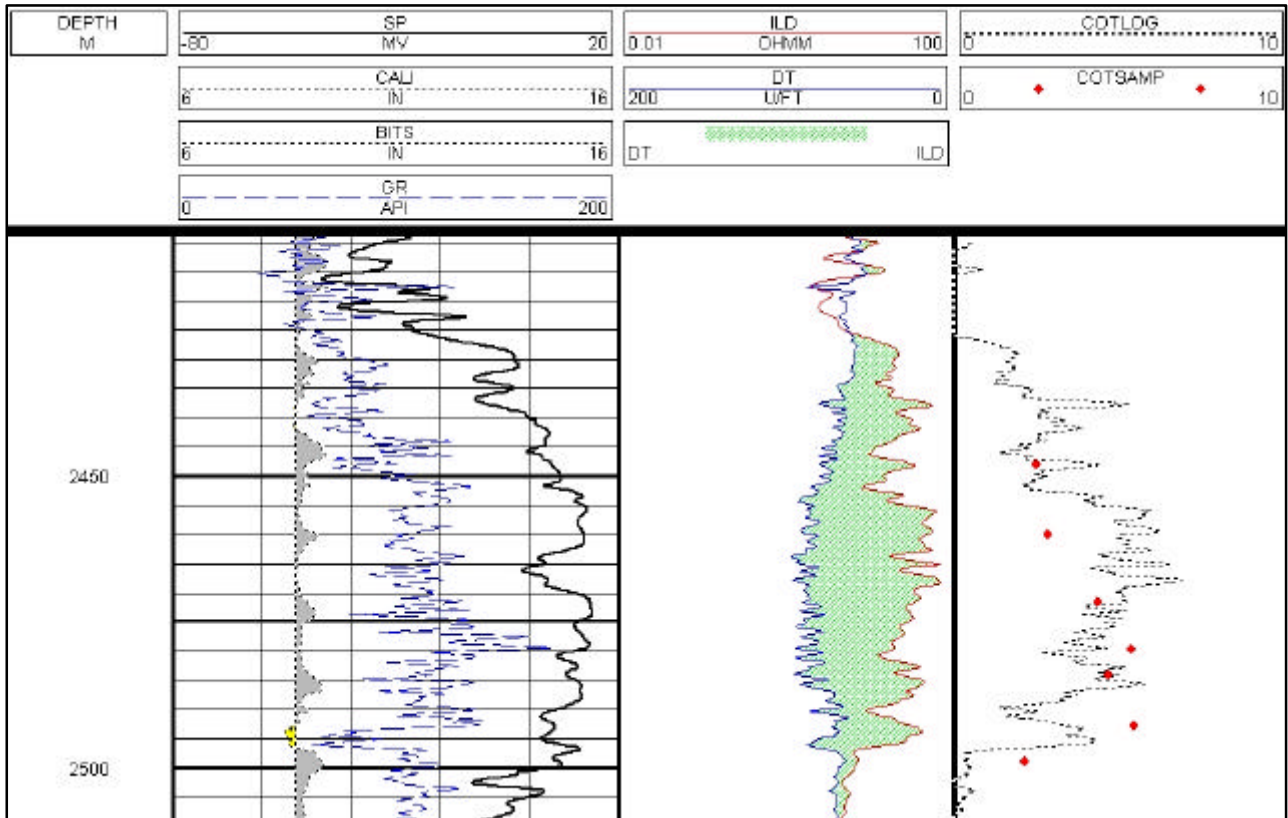 DEPTH
M
SP
-80 MV 20
CALI
6 IN 16
BITS
6 IN 16
GR
0 API 200
ILD
0.01 OHMM 100
DT
200 U/FT 0
DT ILD
COTLOG
0 10
COTSAMP
0 10
2450
2500